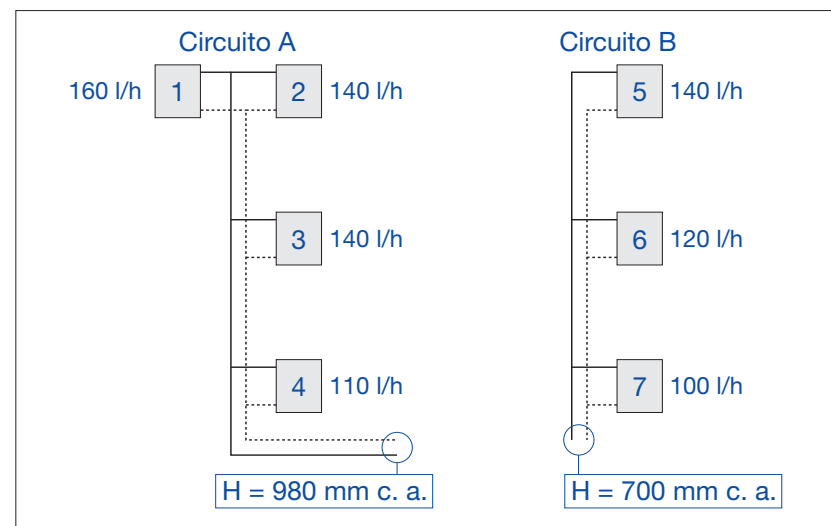 Circuito A
160 l/h 1 2 140 l/h
3 140 l/h
4 110 l/h
H = 980 mm c. a.
Circuito B
5 140 l/h
6 120 l/h
7 100 l/h
H = 700 mm c. a.